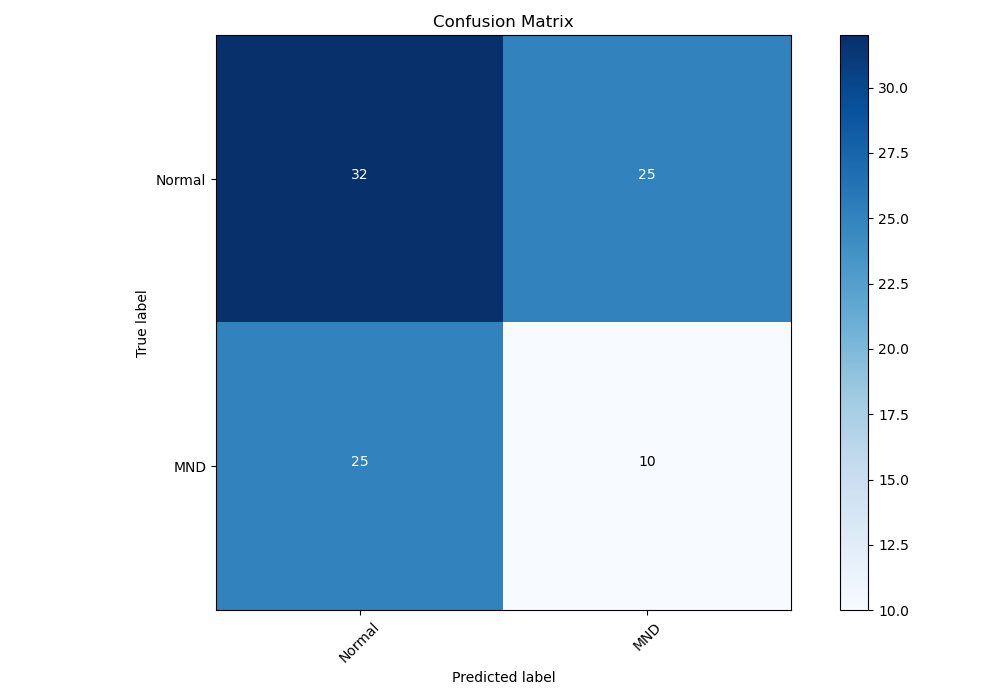 Confusion Matrix
Normal
MND
True label
32
25
25
10
Normal
MND
Predicted label
30.0
27.5
25.0
22.5
20.0
17.5
15.0
12.5
10.0